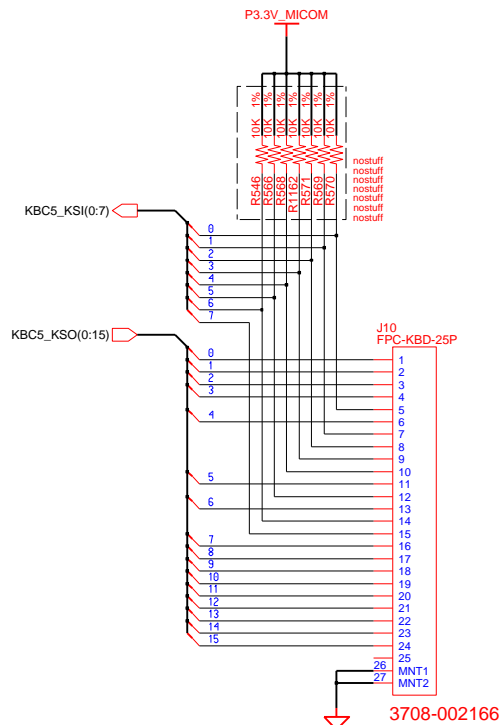 P3.3V_MICOM
10K 1%
10K 1%
10K 1%
10K 1%
10K 1%
10K 1%
10K 1%
R546
R566
R568
R1162
R571
R569
R570
nostuff
nostuff
nostuff
nostuff
nostuff
nostuff
nostuff
KBC5_KSI(0:7)
0
1
2
3
4
5
6
7
KBC5_KSO(0:15)
0
1
2
3
4
5
6
7
8
9
10
11
12
13
14
15
J10
FPC-KBD-25P
1
2
3
4
5
6
7
8
9
10
11
12
13
14
15
16
17
18
19
20
21
22
23
24
25
26 MNT1
27 MNT2
3708-002166